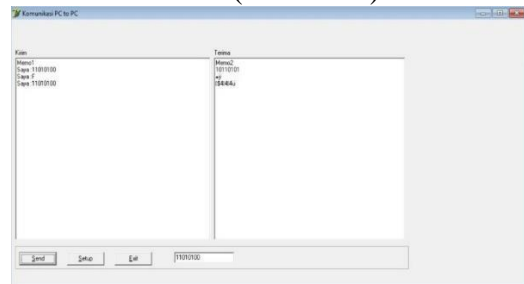 Komunikasi PC to PC
Kirim
Terima
Memo1
Saya: 11010100
Saya: F
Saya: 11010100
Memo2
10110101
Send
Setup
Exit
11010100